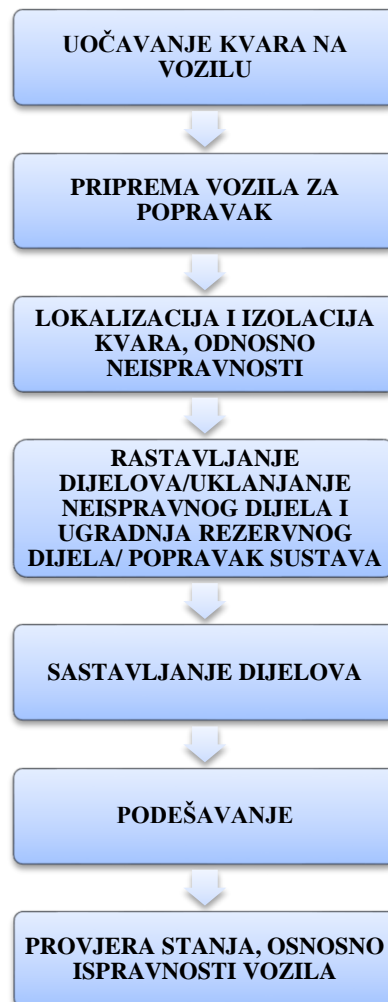 UOČAVANJE KVARA NA
VOZILU
PRIPREMA VOZILA ZA
POPRAVAK
LOKALIZACIJA I IZOLACIJA
KVARA, ODNOSNO
NEISPRAVNOSTI
RASTAVLJANJE
DIJELOVA/UKLANJANJE
NEISPRAVNOG DIJELA I
UGRADNJA REZERVNOG
DIJELA/ POPRAVAK SUSTAVA
SASTAVLJANJE DIJELOVA
PODEŠAVANJE
PROVJERA STANJA, OSNOSNO
ISPRAVNOSTI VOZILA